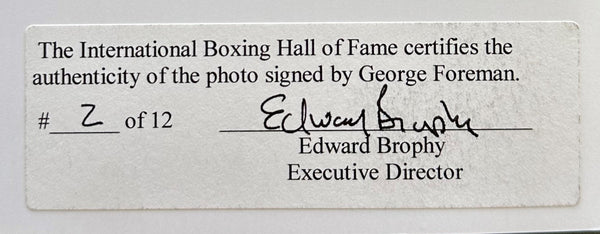 The International Boxing Hall of Fame certifies the
authenticity of the photo signed by George Foreman.
# 2 of 12 Edward Brophy
Edward Brophy
Executive Director